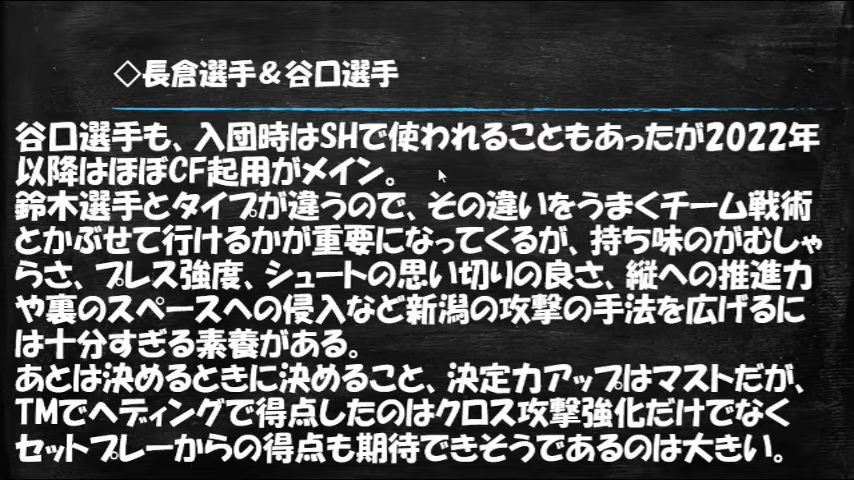 ◇長倉選手＆谷口選手
谷口選手も、入団時はSHで使われることもあったが2022年
以降はほぼCF起用がメイン。
鈴木選手とタイプが違うので、その違いをうまくチーム戦術
とかぶせて行けるかが重要になってくるが、持ち味のがむしゃ
らさ、プレス強度、シュートの思い切りの良さ、縦への推進力
や裏のスペースへの侵入など新潟の攻撃の手法を広げるに
は十分すぎる素養がある。
あとは決めるときに決めること、決定力アップはマストだが、
TMでヘディングで得点したのはクロス攻撃強化だけでなく
セットプレーからの得点も期待できそうであるのは大きい。